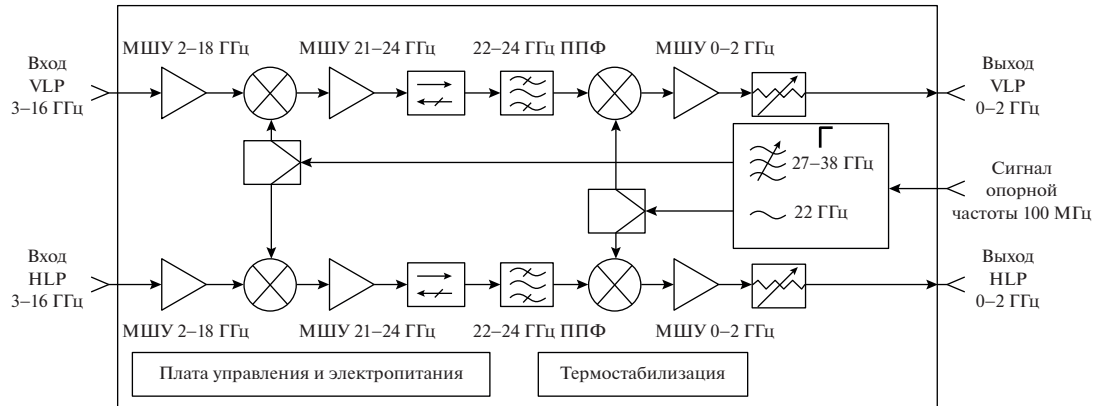 МШУ 2–18 ГГц
МШУ 21–24 ГГц
22–24 ГГц ППФ
МШУ 0–2 ГГц
Вход
VLP
3–16 ГГц
Выход
VLP
0–2 ГГц
Г
27–38 ГГц
22 ГГц
Сигнал
опорной
частоты 100 МГц
Вход
HLP
3–16 ГГц
Выход
HLP
0–2 ГГц
МШУ 2–18 ГГц
МШУ 21–24 ГГц
22–24 ГГц ППФ
МШУ 0–2 ГГц
Плата управления и электропитания
Термостабилизация